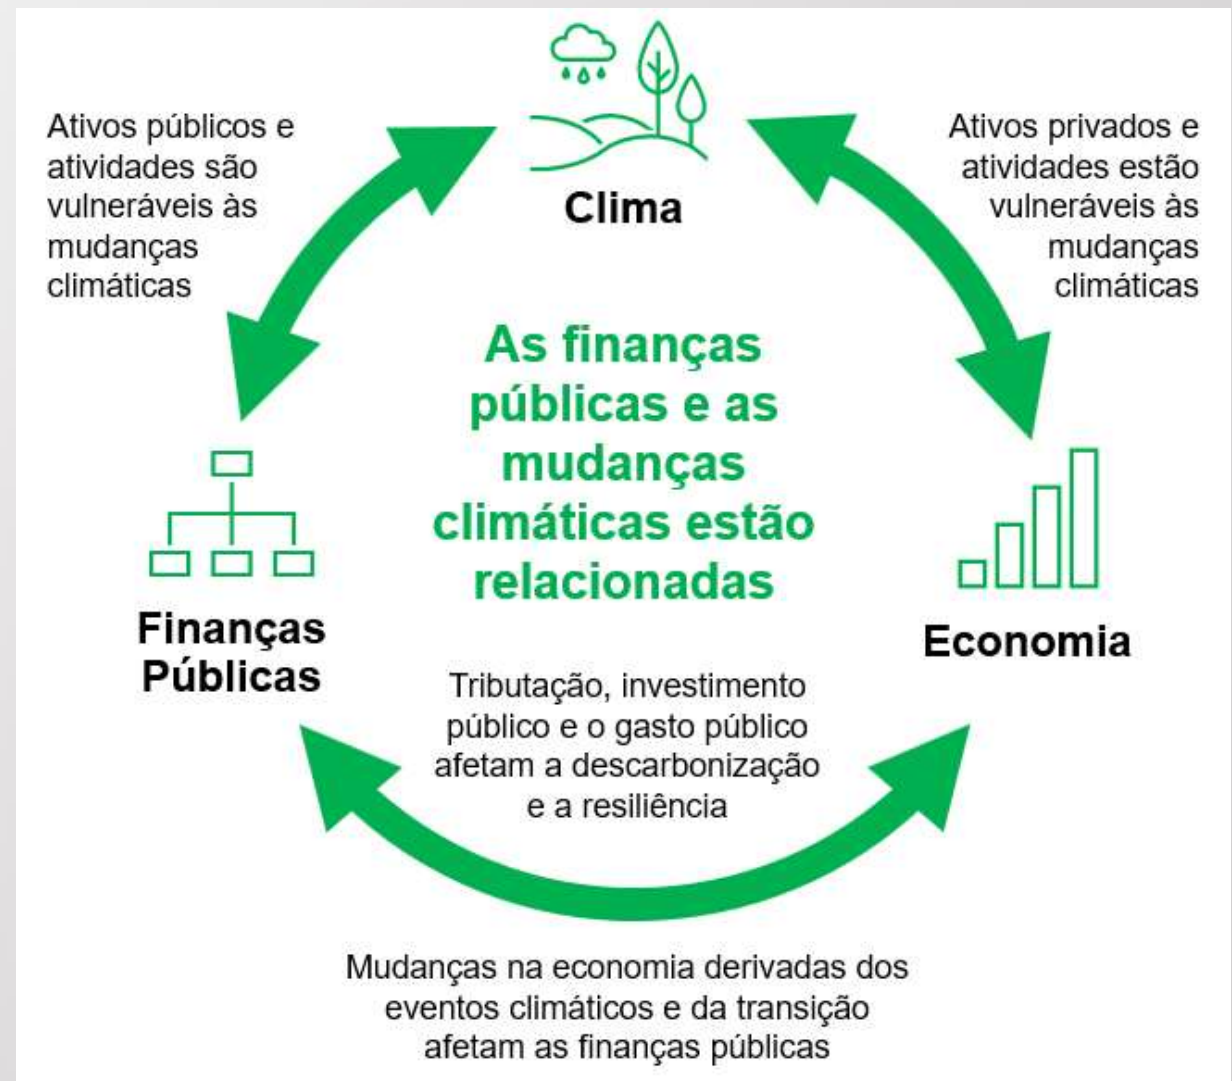 Ativos públicos e
atividades são
vulneráveis às
mudanças
climáticas
Clima
Ativos privados e
atividades estão
vulneráveis às
mudanças
climáticas
As finanças
públicas e as
mudanças
climáticas estão
relacionadas
Finanças
Públicas
Economia
Tributação, investimento
público e o gasto público
afetam a descarbonização
e a resiliência
Mudanças na economia derivadas dos
eventos climáticos e da transição
afetam as finanças públicas